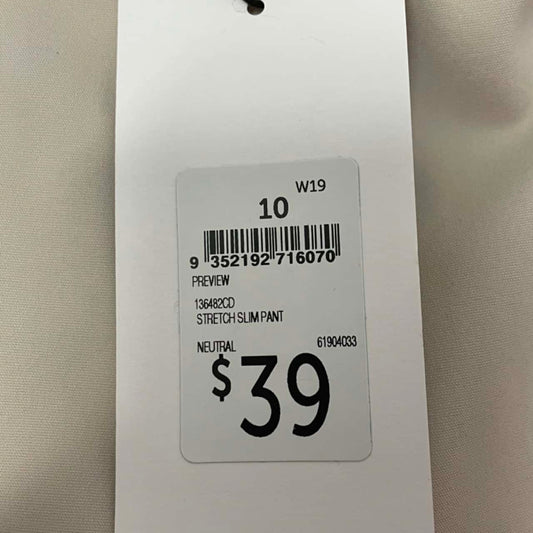 W19
10
9 352192 716070
PREVIEW
136482CD
STRETCH SLIM PANT
NEUTRAL 61904033
$39